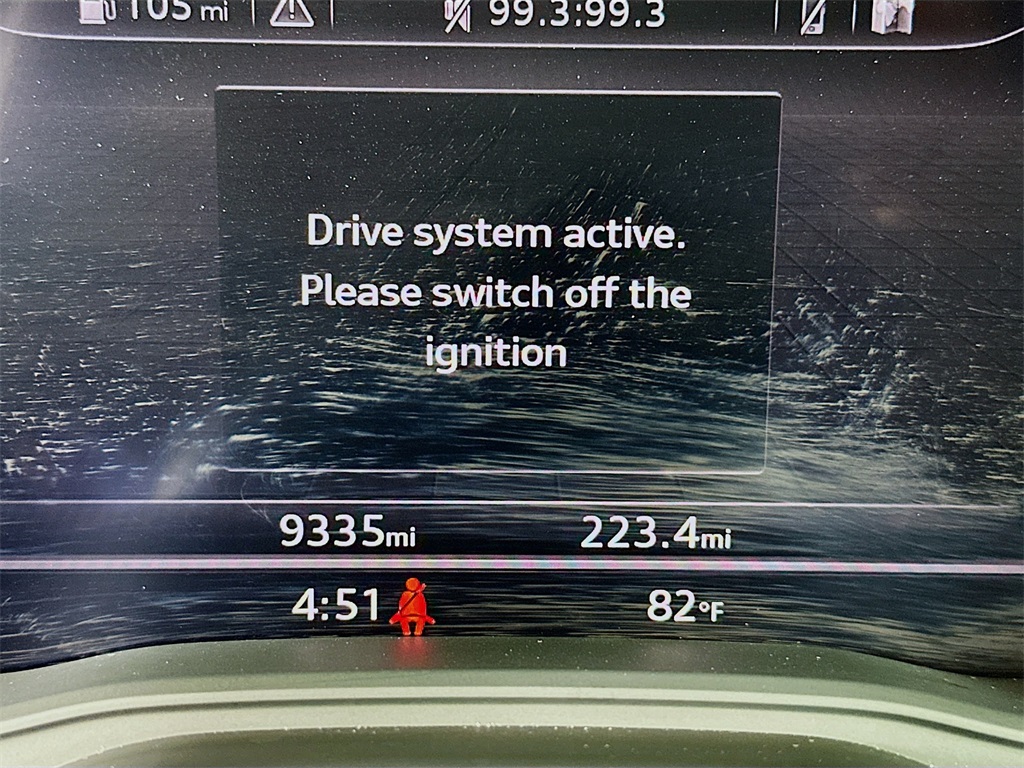 105 mi
99.3:99.3
Drive system active.
Please switch off the
ignition
9335mi
223.4mi
4:51
82°F